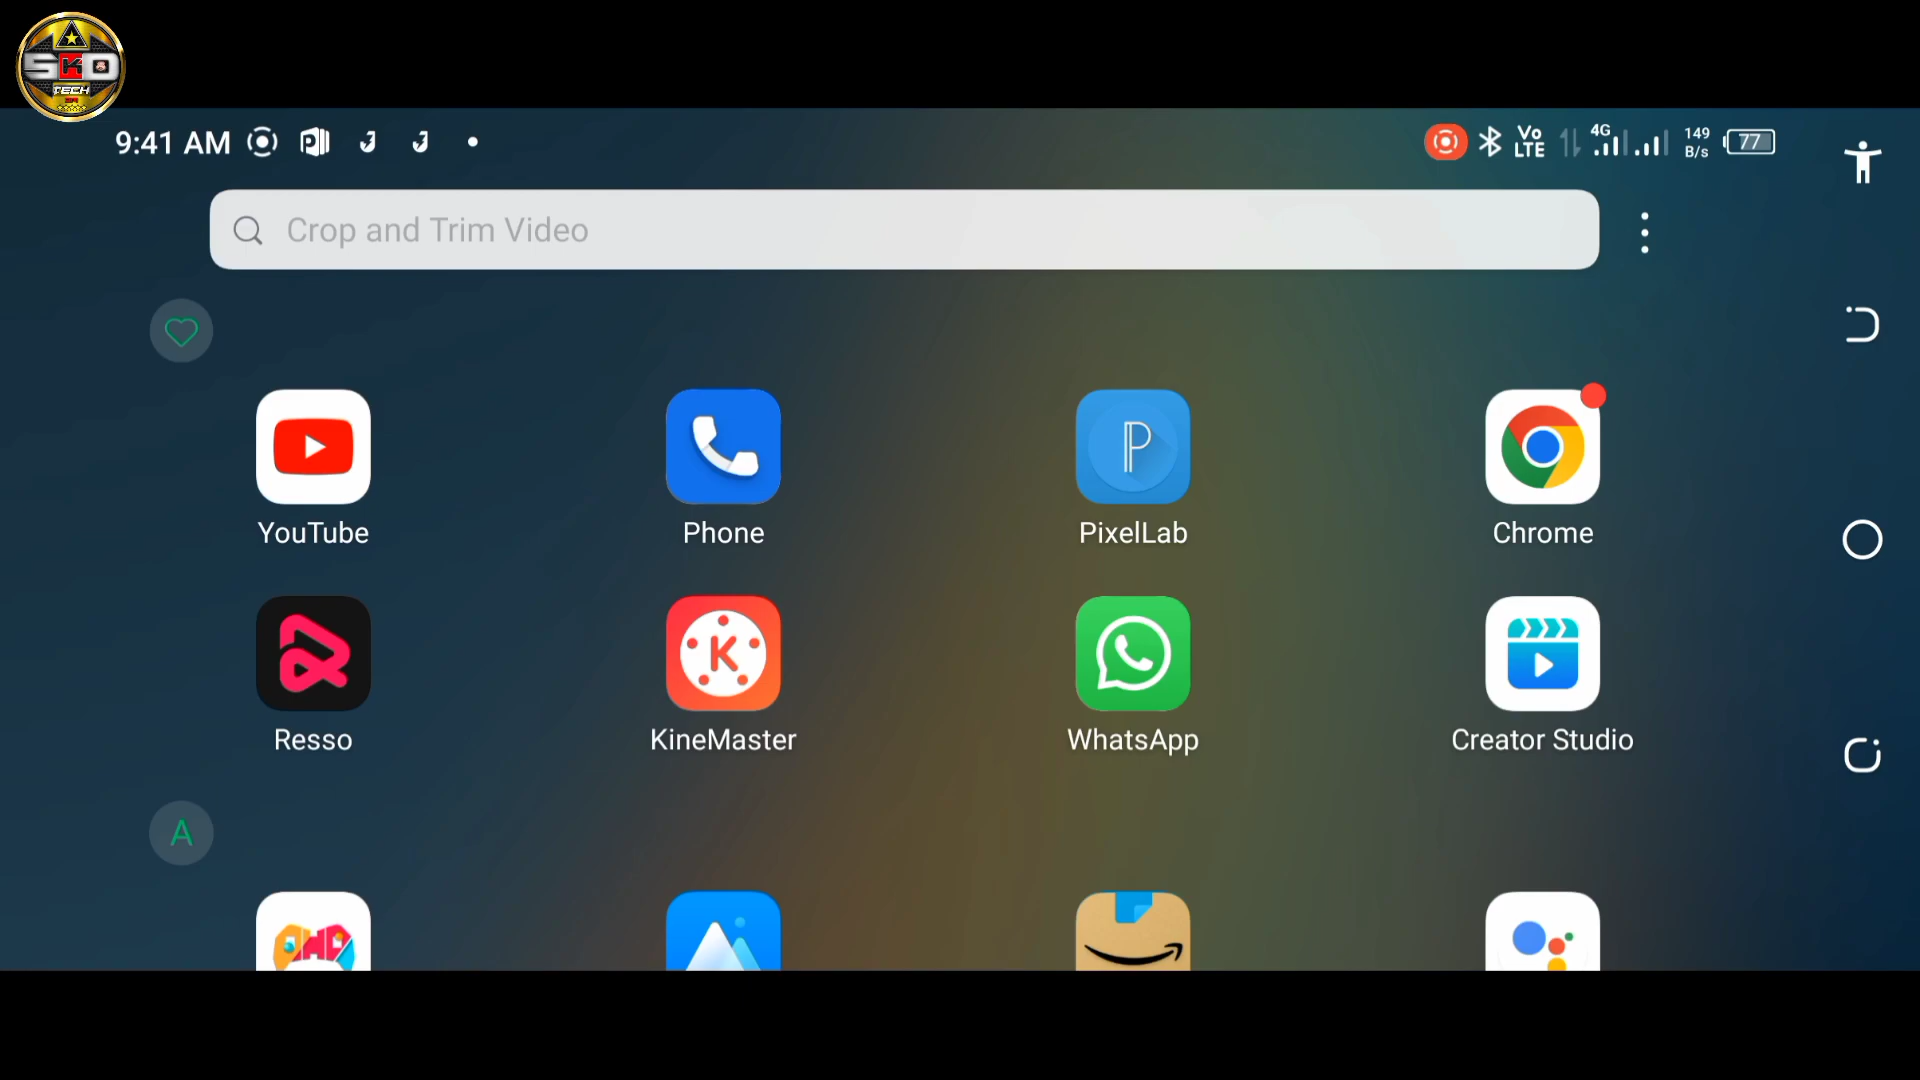 SKD
TECH
9:41 AM
Vo
LTE
4G
149
B/s
77
Crop and Trim Video
YouTube
Phone
PixelLab
Chrome
Resso
KineMaster
WhatsApp
Creator Studio
A